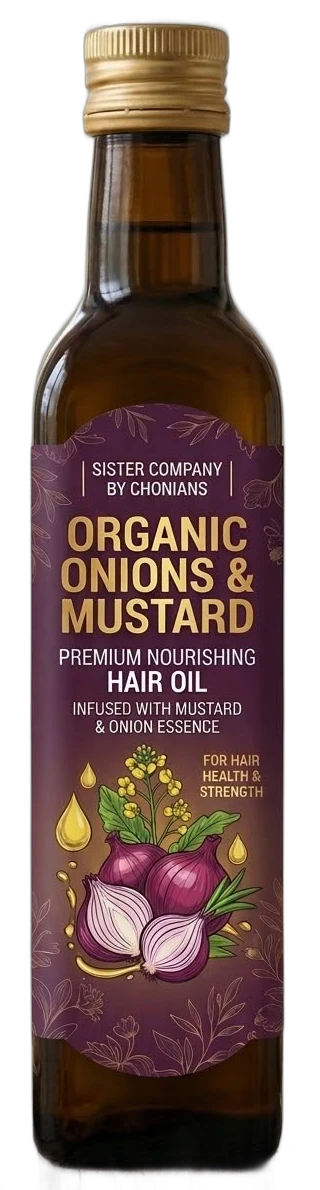 SISTER COMPANY
BY CHONIANS
ORGANIC
ONIONS &
MUSTARD
PREMIUM NOURISHING
HAIR OIL
INFUSED WITH MUSTARD
& ONION ESSENCE
FOR HAIR
HEALTH &
STRENGTH